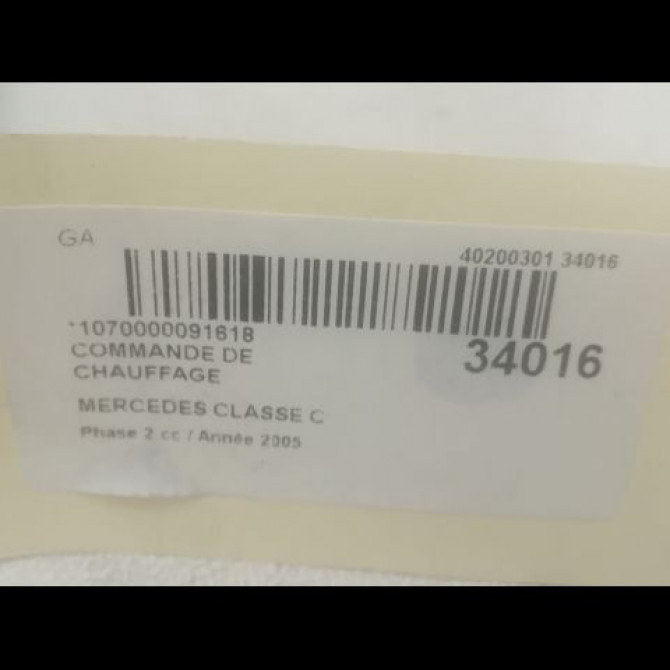 GA
40200301 34016
*1070000091618
34016
COMMANDE DE
CHAUFFAGE
MERCEDES CLASSE C
Phase 2 cc / Année 2005